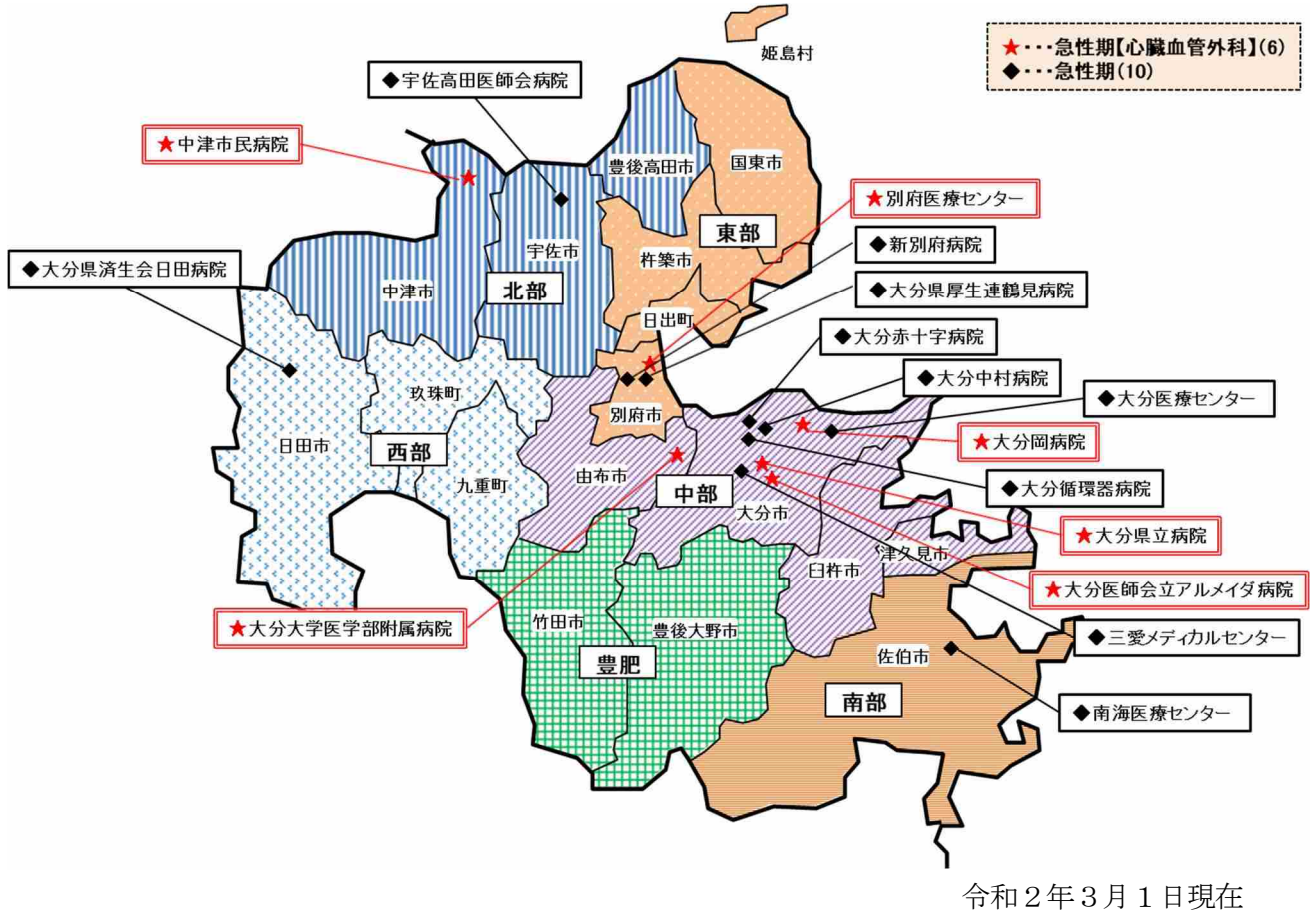 姫島村
★・・・急性期【心臓血管外科】(6)
◆・・・急性期(10)
◆宇佐高田医師会病院
★中津市民病院
豊後高田市
国東市
★別府医療センター
東部
◆新別府病院
宇佐市
杵築市
◆大分県済生会日田病院
中津市
北部
◆大分県厚生連鶴見病院
日出町
◆大分赤十字病院
◆大分中村病院
玖珠町
◆大分医療センター
別府市
日田市
西部
★大分岡病院
九重町
由布市
中部
◆大分循環器病院
大分市
★大分県立病院
津久見市
臼杵市
★大分医師会立アルメイダ病院
竹田市
★大分大学医学部附属病院
豊後大野市
◆三愛メディカルセンター
佐伯市
豊肥
南部
◆南海医療センター
令和２年３月１日現在